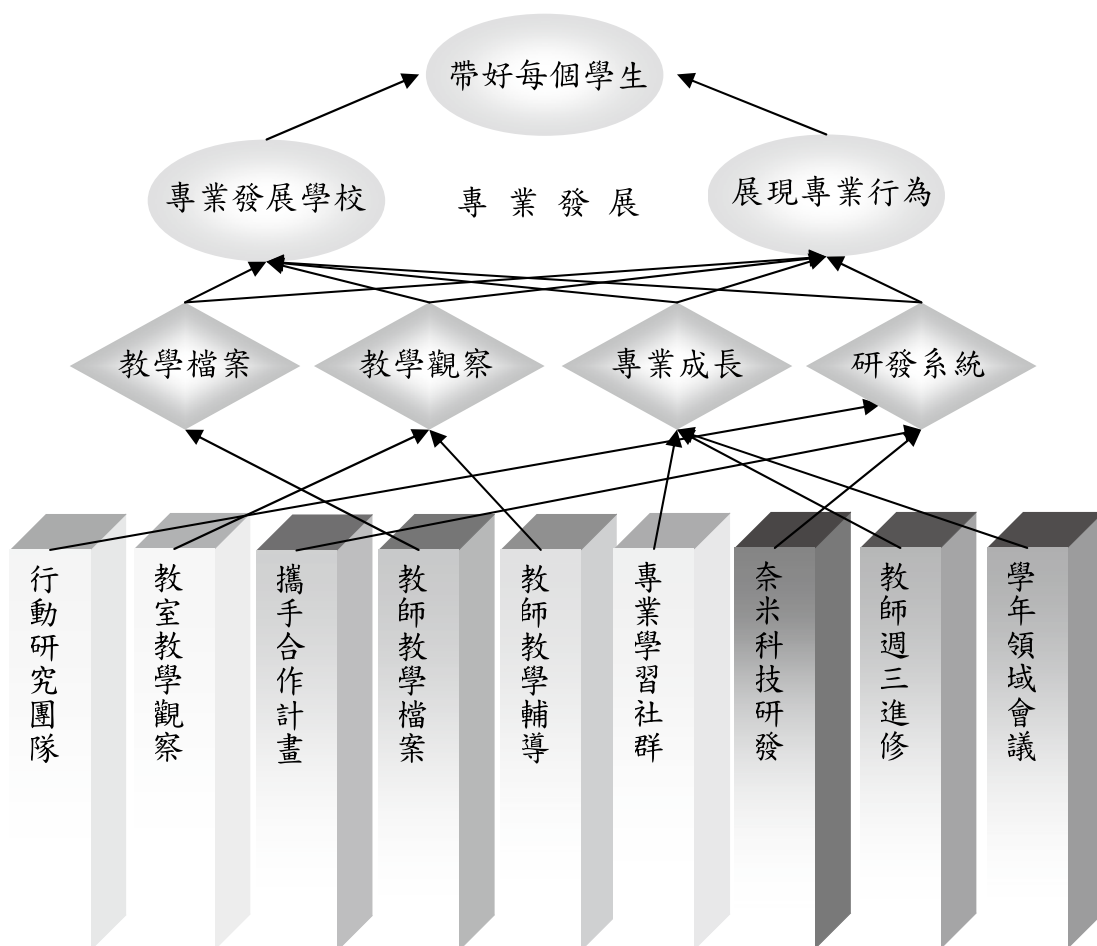 帶好每個學生
專業發展學校
專業發展
展現專業行為
教學檔案
教學觀察
專業成長
研發系統
行動研究團隊
教室教學觀察
攜手合作計畫
教師教學檔案
教師教學輔導
專業學習社群
奈米科技研發
教師週三進修
學年領域會議